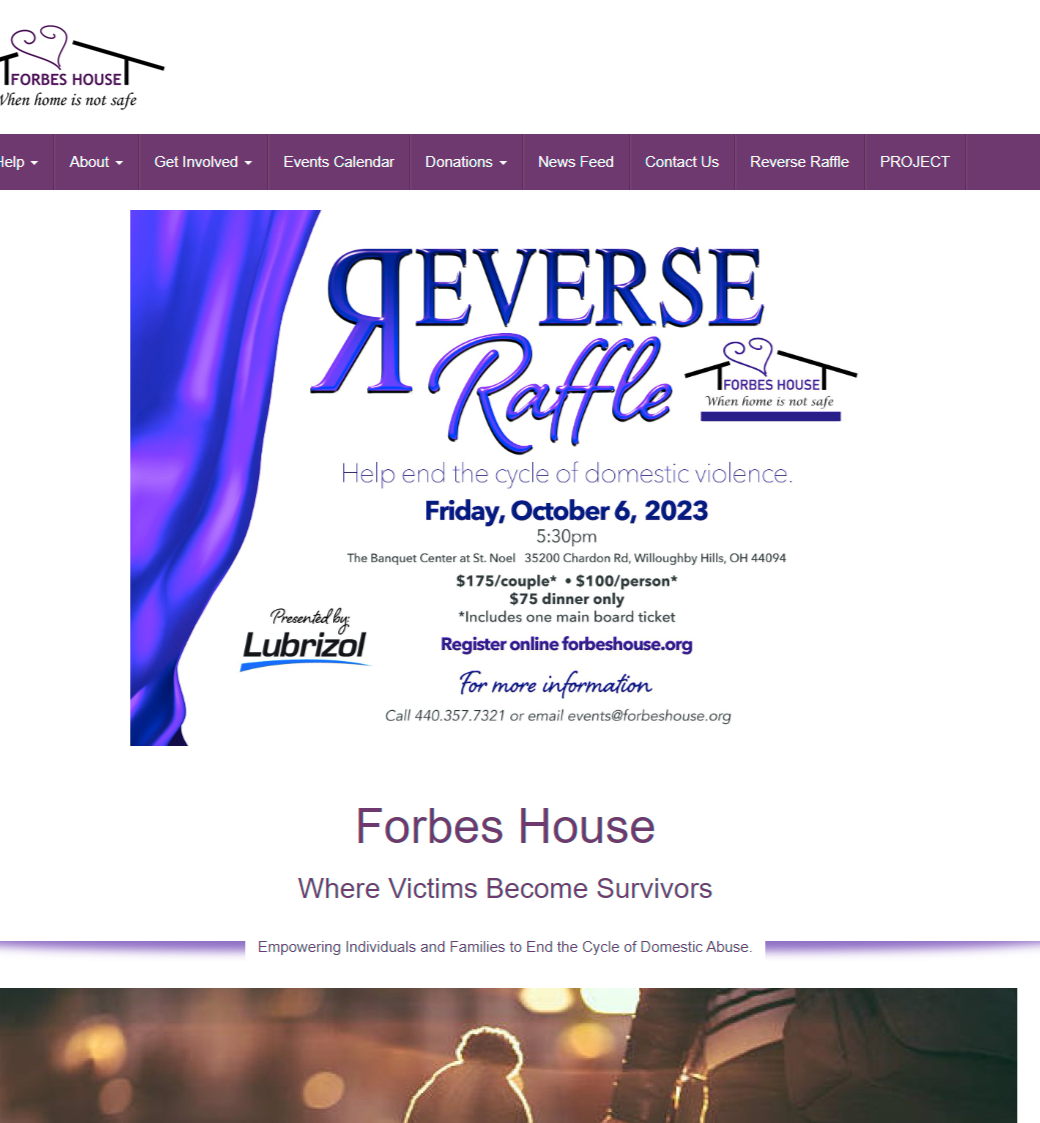 FORBES HOUSE
When home is not safe
Help
About
Get Involved
Events Calendar
Donations
News Feed
Contact Us
Reverse Raffle
PROJECT
REVERSE
Raffle
FORBES HOUSE
When home is not safe
Help end the cycle of domestic violence.
Friday, October 6, 2023
5:30pm
The Banquet Center at St. Noel 35200 Chardon Rd, Willoughby Hills, OH 44094
$175/couple* • $100/person*
$75 dinner only
*Includes one main board ticket
Presented by:
Lubrizol
Register online forbeshouse.org
For more information
Call 440.357.7321 or email events@forbeshouse.org
Forbes House
Where Victims Become Survivors
Empowering Individuals and Families to End the Cycle of Domestic Abuse.